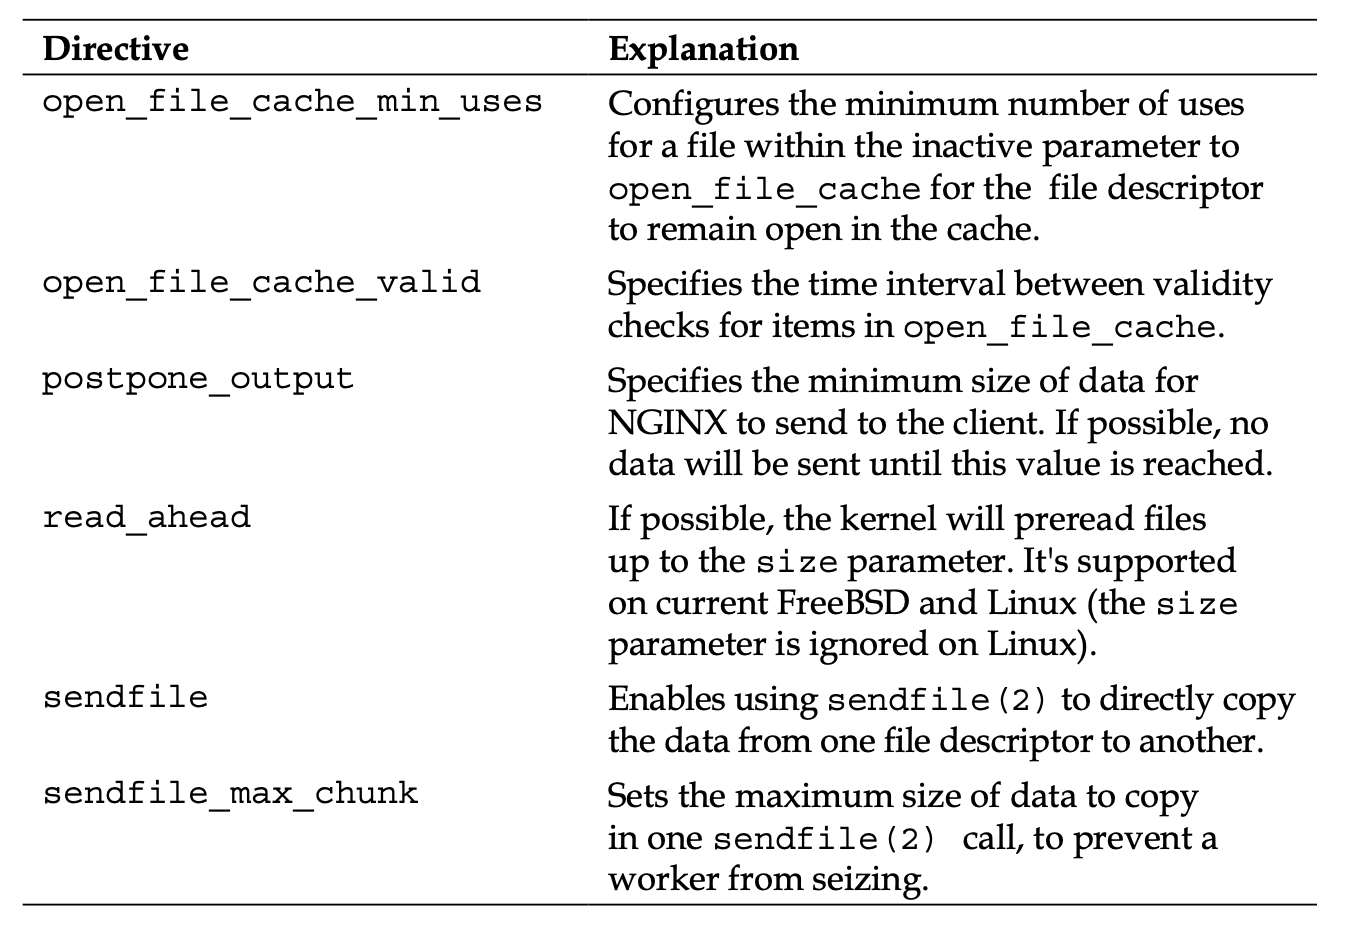 Directive Explanation
open_file_cache_min_uses Configures the minimum number of uses
for a file within the inactive parameter to
open_file_cache for the file descriptor
to remain open in the cache.
open_file_cache_valid Specifies the time interval between validity
checks for items in open_file_cache.
postpone_output Specifies the minimum size of data for
NGINX to send to the client. If possible, no
data will be sent until this value is reached.
read_ahead If possible, the kernel will preread files
up to the size parameter. It's supported
on current FreeBSD and Linux (the size
parameter is ignored on Linux).
sendfile Enables using sendfile(2) to directly copy
the data from one file descriptor to another.
sendfile_max_chunk Sets the maximum size of data to copy
in one sendfile(2) call, to prevent a
worker from seizing.